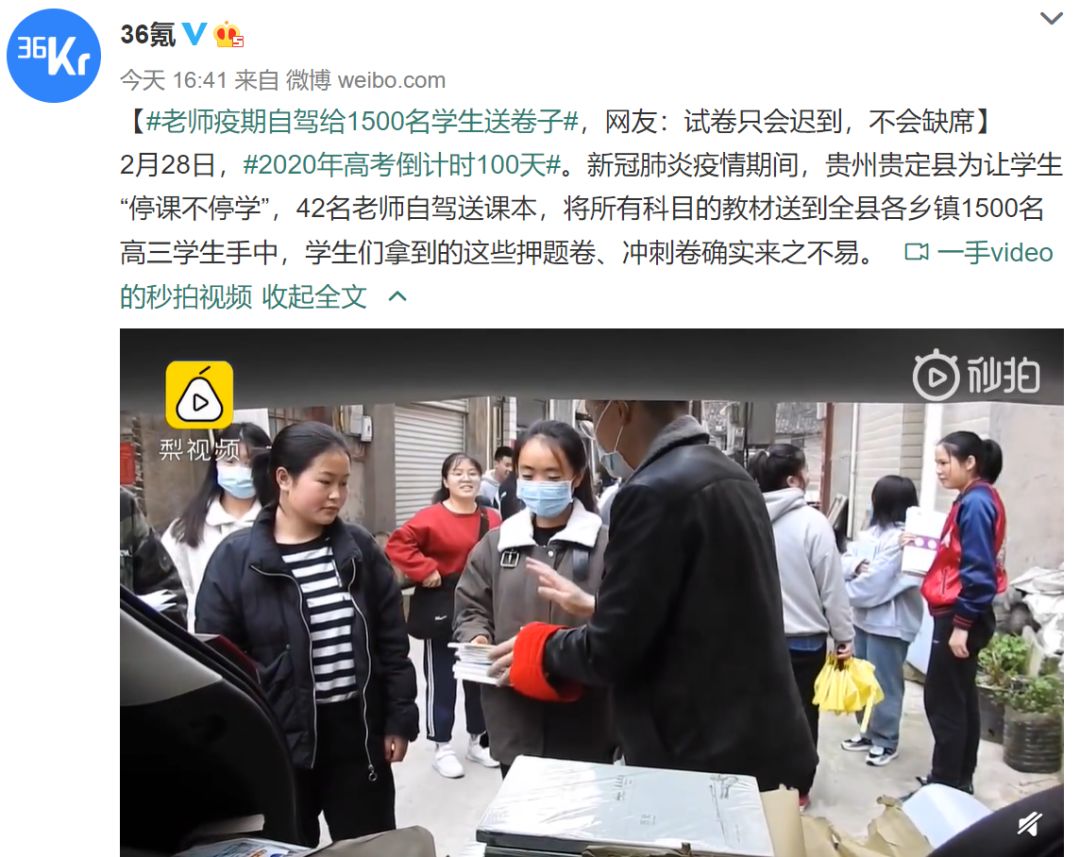 36Kr
36氪
今天 16:41 来自 微博 weibo.com
【#老师疫期自驾给1500名学生送卷子#，网友：试卷只会迟到，不会缺席】
2月28日，#2020年高考倒计时100天#。新冠肺炎疫情期间，贵州贵定县为让学生
“停课不停学”，42名老师自驾送课本，将所有科目的教材送到全县各乡镇1500名
高三学生手中，学生们拿到的这些押题卷、冲刺卷确实来之不易。 一手video
的秒拍视频 收起全文
秒拍
梨视频